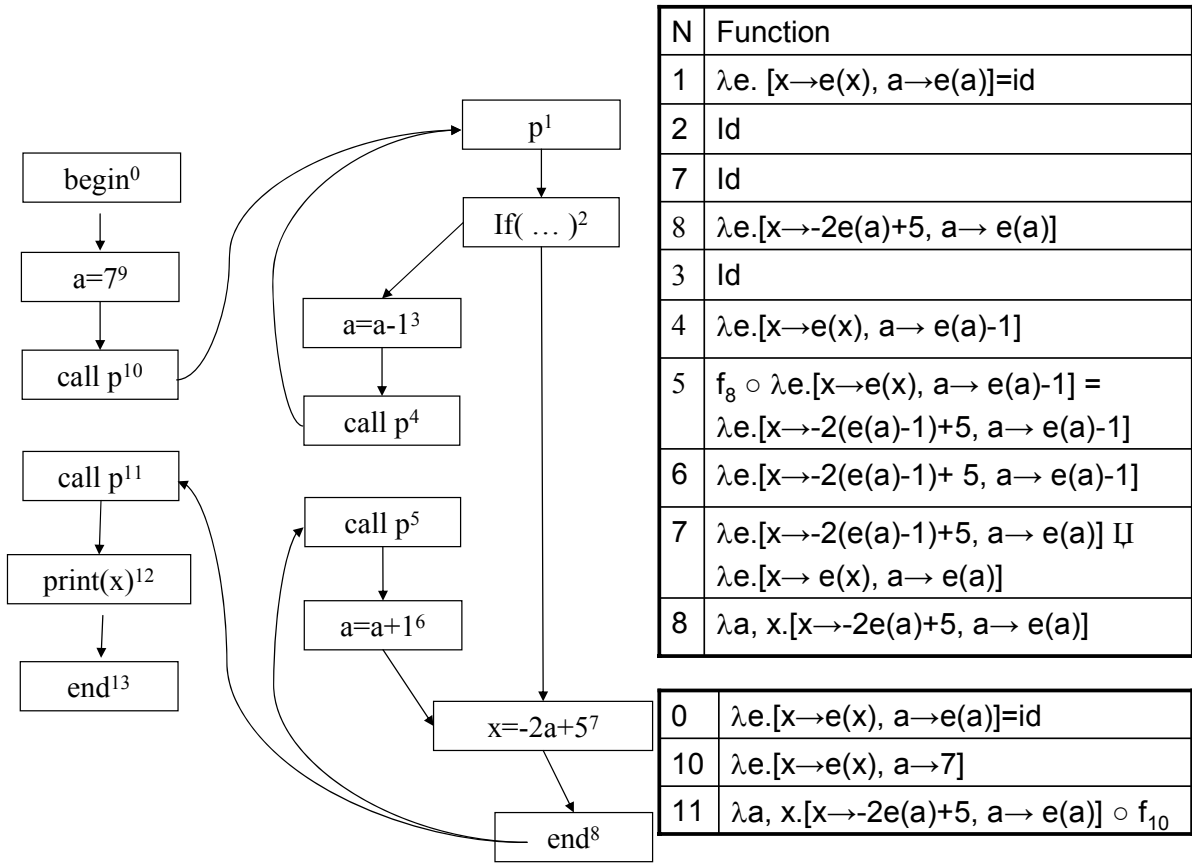 begin⁰
a=7⁹
call p¹⁰
call p¹¹
print(x)¹²
end¹³
p¹
If( … )²
a=a-1³
call p⁴
call p⁵
a=a+1⁶
x=-2a+5⁷
end⁸
N Function
1 λe. [x→e(x), a→e(a)]=id
2 Id
7 Id
8 λe.[x→-2e(a)+5, a→ e(a)]
3 Id
4 λe.[x→e(x), a→ e(a)-1]
5 f₈ ○ λe.[x→e(x), a→ e(a)-1] =
λe.[x→-2(e(a)-1)+5, a→ e(a)-1]
6 λe.[x→-2(e(a)-1)+ 5, a→ e(a)-1]
7 λe.[x→-2(e(a)-1)+5, a→ e(a)] Џ
λe.[x→ e(x), a→ e(a)]
8 λa, x.[x→-2e(a)+5, a→ e(a)]
0 λe.[x→e(x), a→e(a)]=id
10 λe.[x→e(x), a→7]
11 λa, x.[x→-2e(a)+5, a→ e(a)] ○ f₁₀